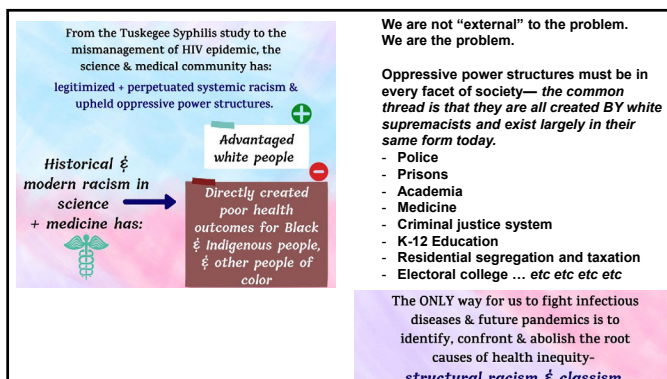 From the Tuskegee Syphilis study to the
mismanagement of HIV epidemic, the
science & medical community has:
legitimized + perpetuated systemic racism &
upheld oppressive power structures.
Advantaged
white people
Historical &
modern racism in
science
+ medicine has:
Directly created
poor health
outcomes for Black
& Indigenous people,
& other people of
color
We are not “external” to the problem.
We are the problem.
Oppressive power structures must be in
every facet of society— the common
thread is that they are all created BY white
supremacists and exist largely in their
same form today.
- Police
- Prisons
- Academia
- Medicine
- Criminal justice system
- K-12 Education
- Residential segregation and taxation
- Electoral college ... etc etc etc etc
The ONLY way for us to fight infectious
diseases & future pandemics is to
identify, confront & abolish the root
causes of health inequity-
structural racism & classism